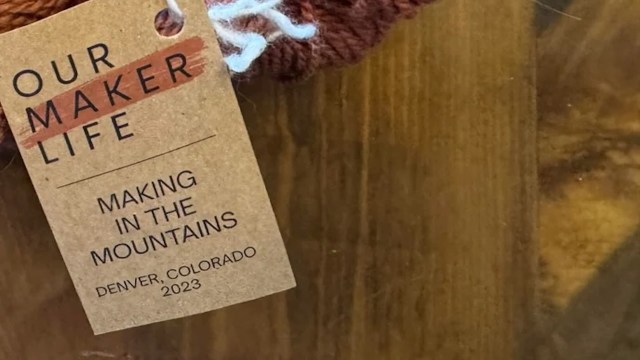 OUR
MAKER
LIFE
MAKING
IN THE
MOUNTAINS
DENVER, COLORADO
2023